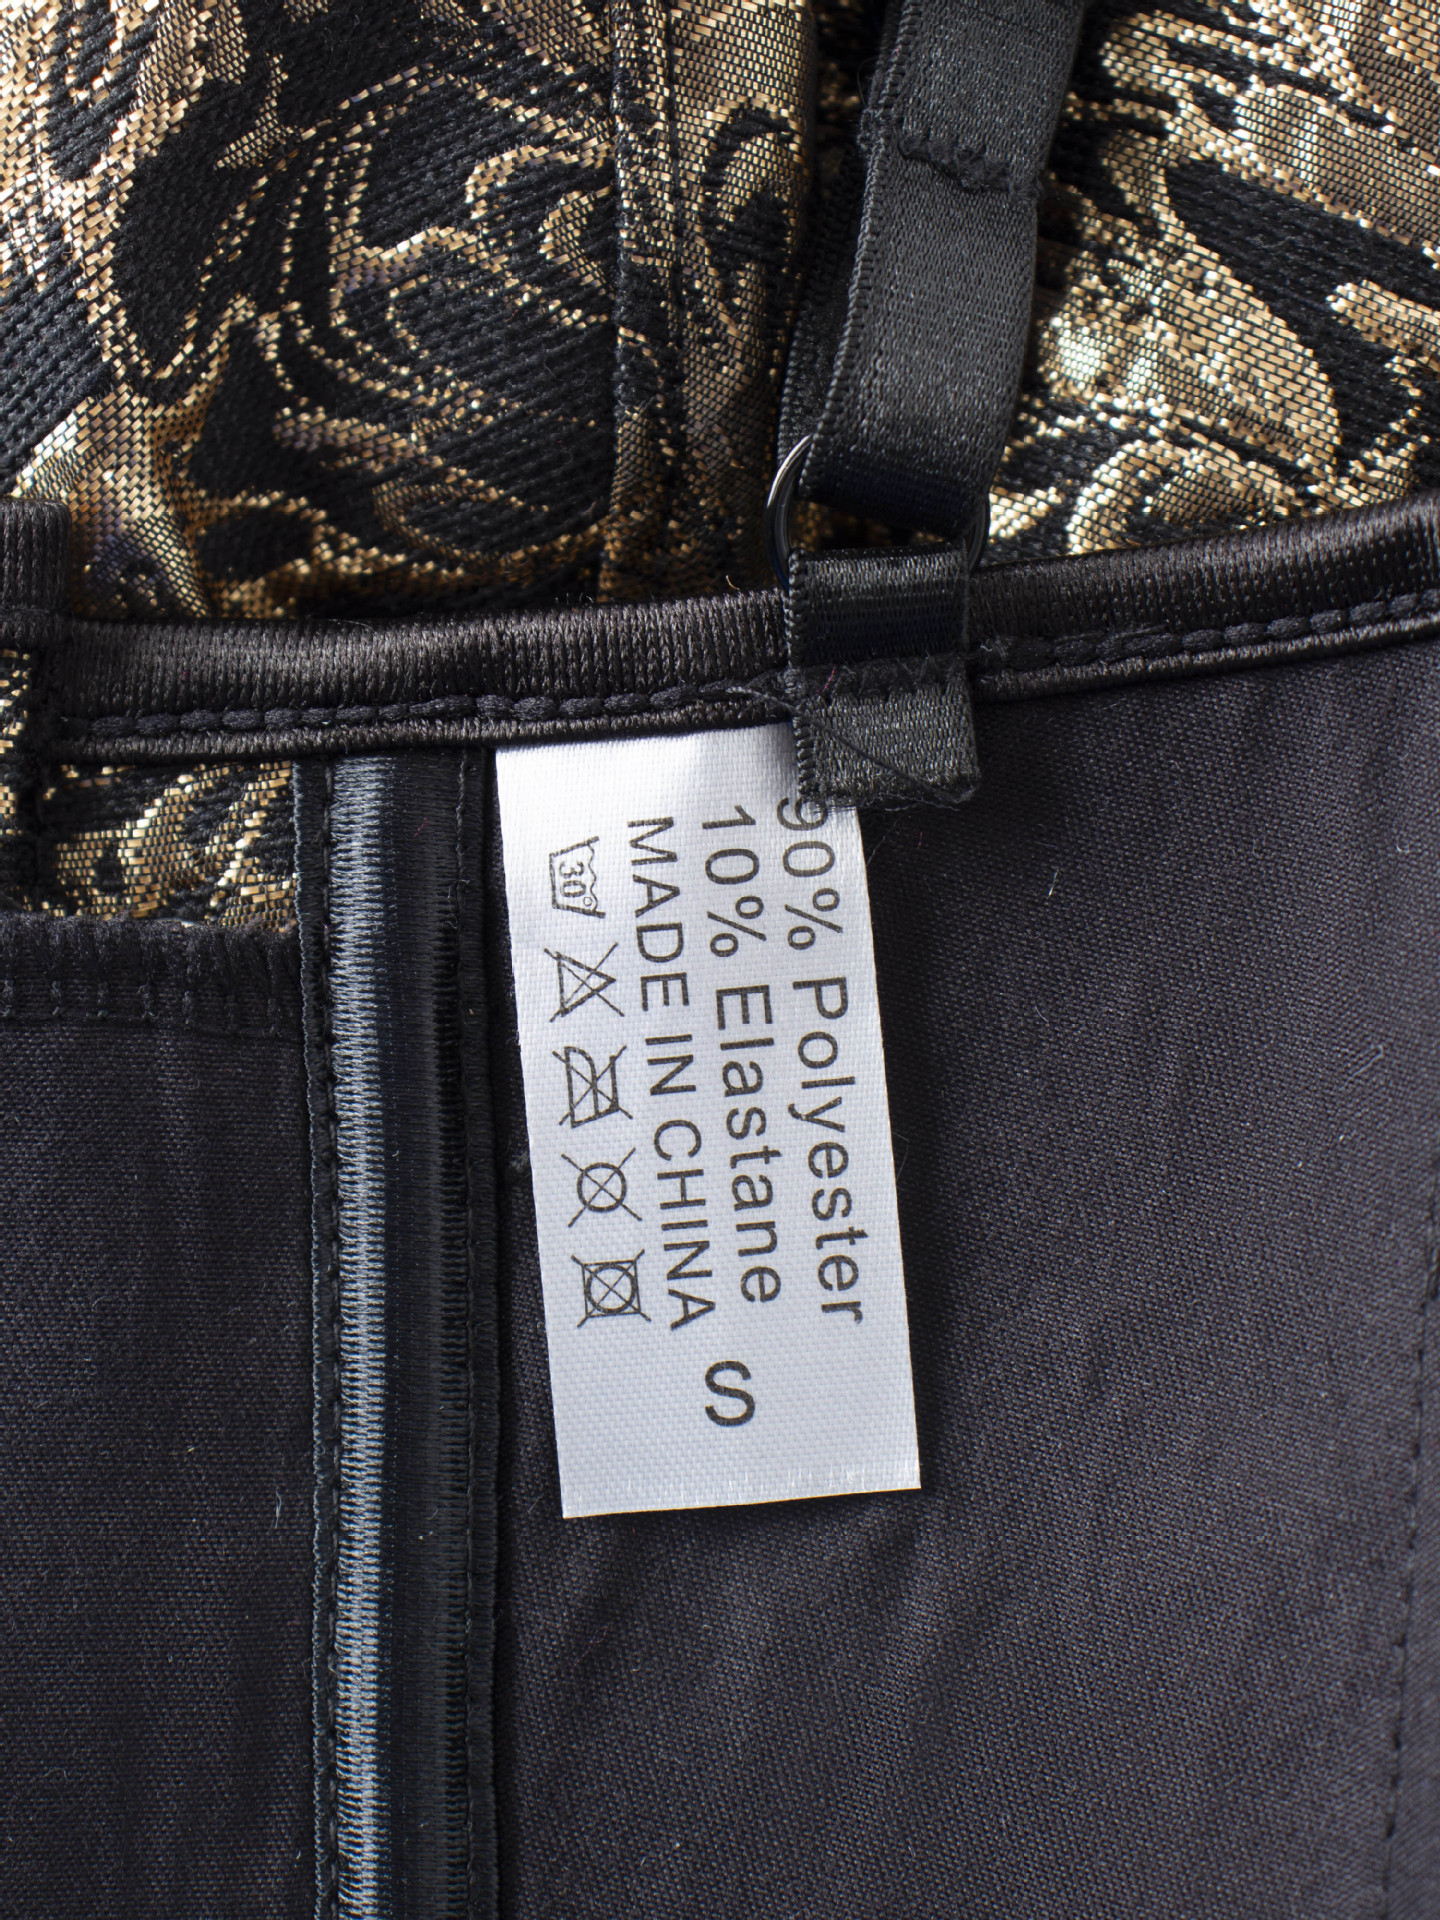 90% Polyester
10% Elastane
MADE IN CHINA
30°
S